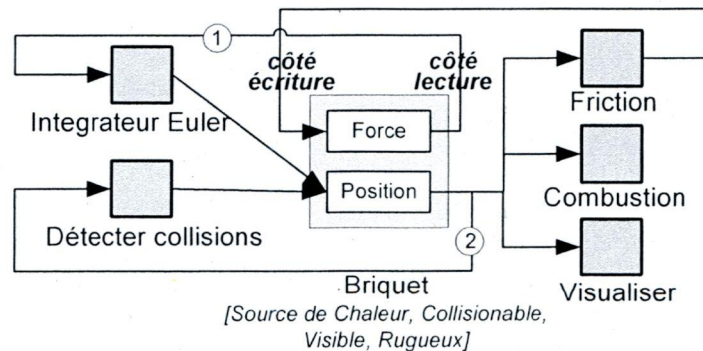 1
côté
écriture
côté
lecture
Integrateur Euler
Force
Friction
Position
Détecter collisions
2
Combustion
Visualiser
Briquet
[Source de Chaleur, Collisionable,
Visible, Rugueux]